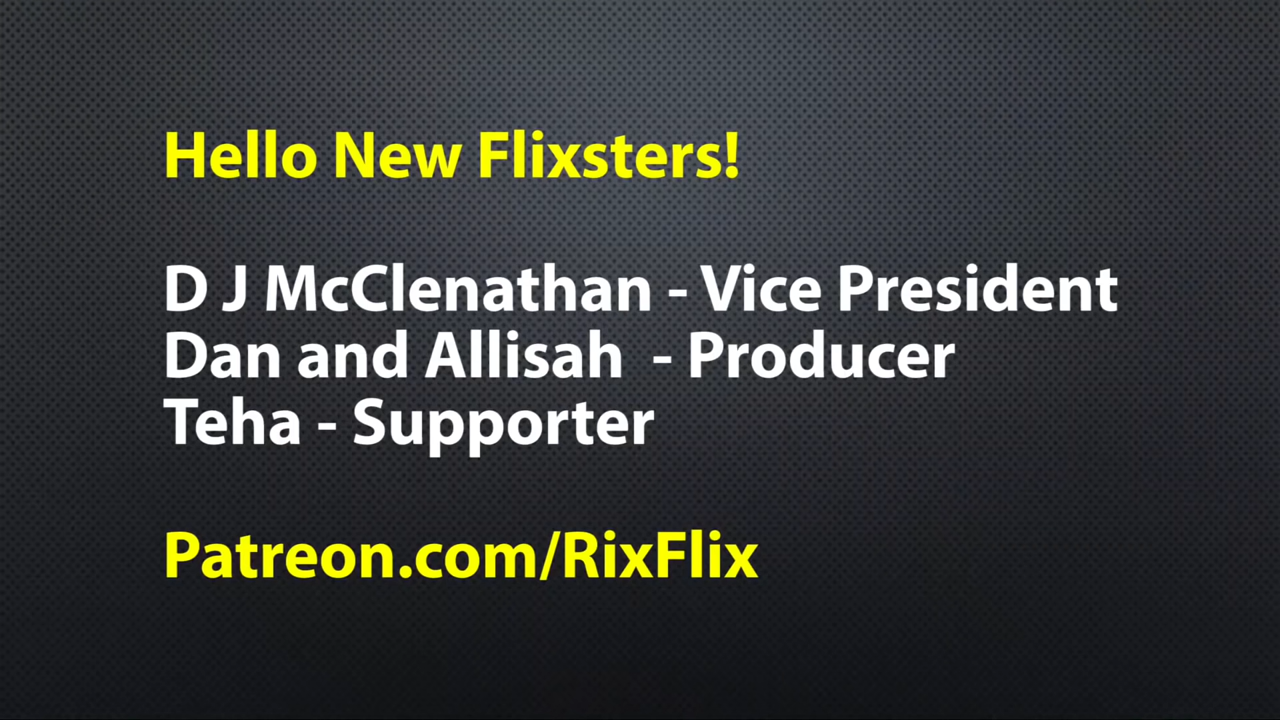 Hello New Flixsters!
D J McClenathan - Vice President
Dan and Allisah - Producer
Teha - Supporter
Patreon.com/RixFlix